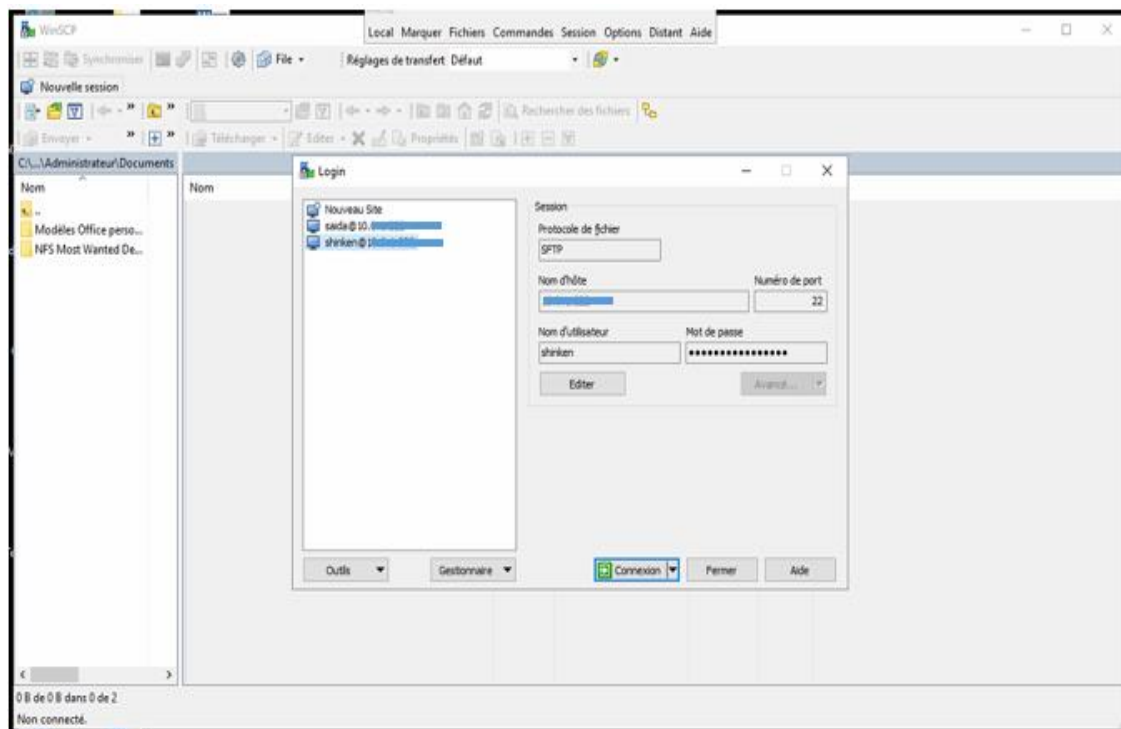 WinSCP
Local Marquer Fichiers Commandes Session Options Distant Aide
Synchroniser File Réglages de transfert Défaut
Nouvelle session
Rechercher des fichiers
Envoyer Télécharger Editer Propriétés
C:\...\Administrateur\Documents
Nom Nom
..
Modèles Office perso...
NFS Most Wanted De...
Login
Nouveau Site
saida@10.
shinken@
Session
Protocole de fichier
SFTP
Nom d'hôte Numéro de port
22
Nom d'utilisateur Mot de passe
shinken ••••••••••••••••
Editer Avancé...
Outils Gestionnaire Connexion Fermer Aide
0 B de 0 B dans 0 de 2
Non connecté.